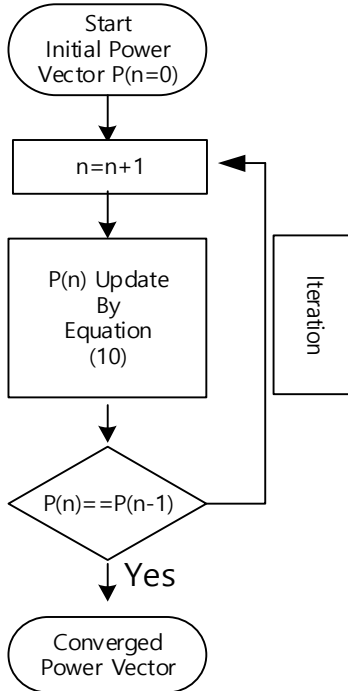 Start
Initial Power
Vector P(n=0)
n=n+1
P(n) Update
By
Equation
(10)
Iteration
P(n)==P(n-1)
Yes
Converged
Power Vector